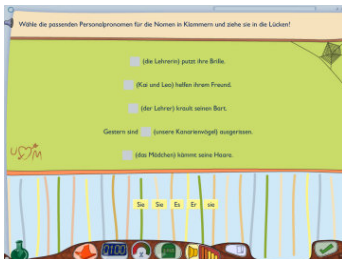 Wähle die passenden Personalpronomen für die Nomen in Klammern und ziehe sie in die Lücken!
(die Lehrerin) putzt ihre Brille.
(Kai und Leo) helfen ihrem Freund.
(der Lehrer) krault seinen Bart.
Gestern sind (unsere Kanarienvögel) ausgerissen.
(das Mädchen) kämmt seine Haare.
U M
Sie Sie Es Er sie